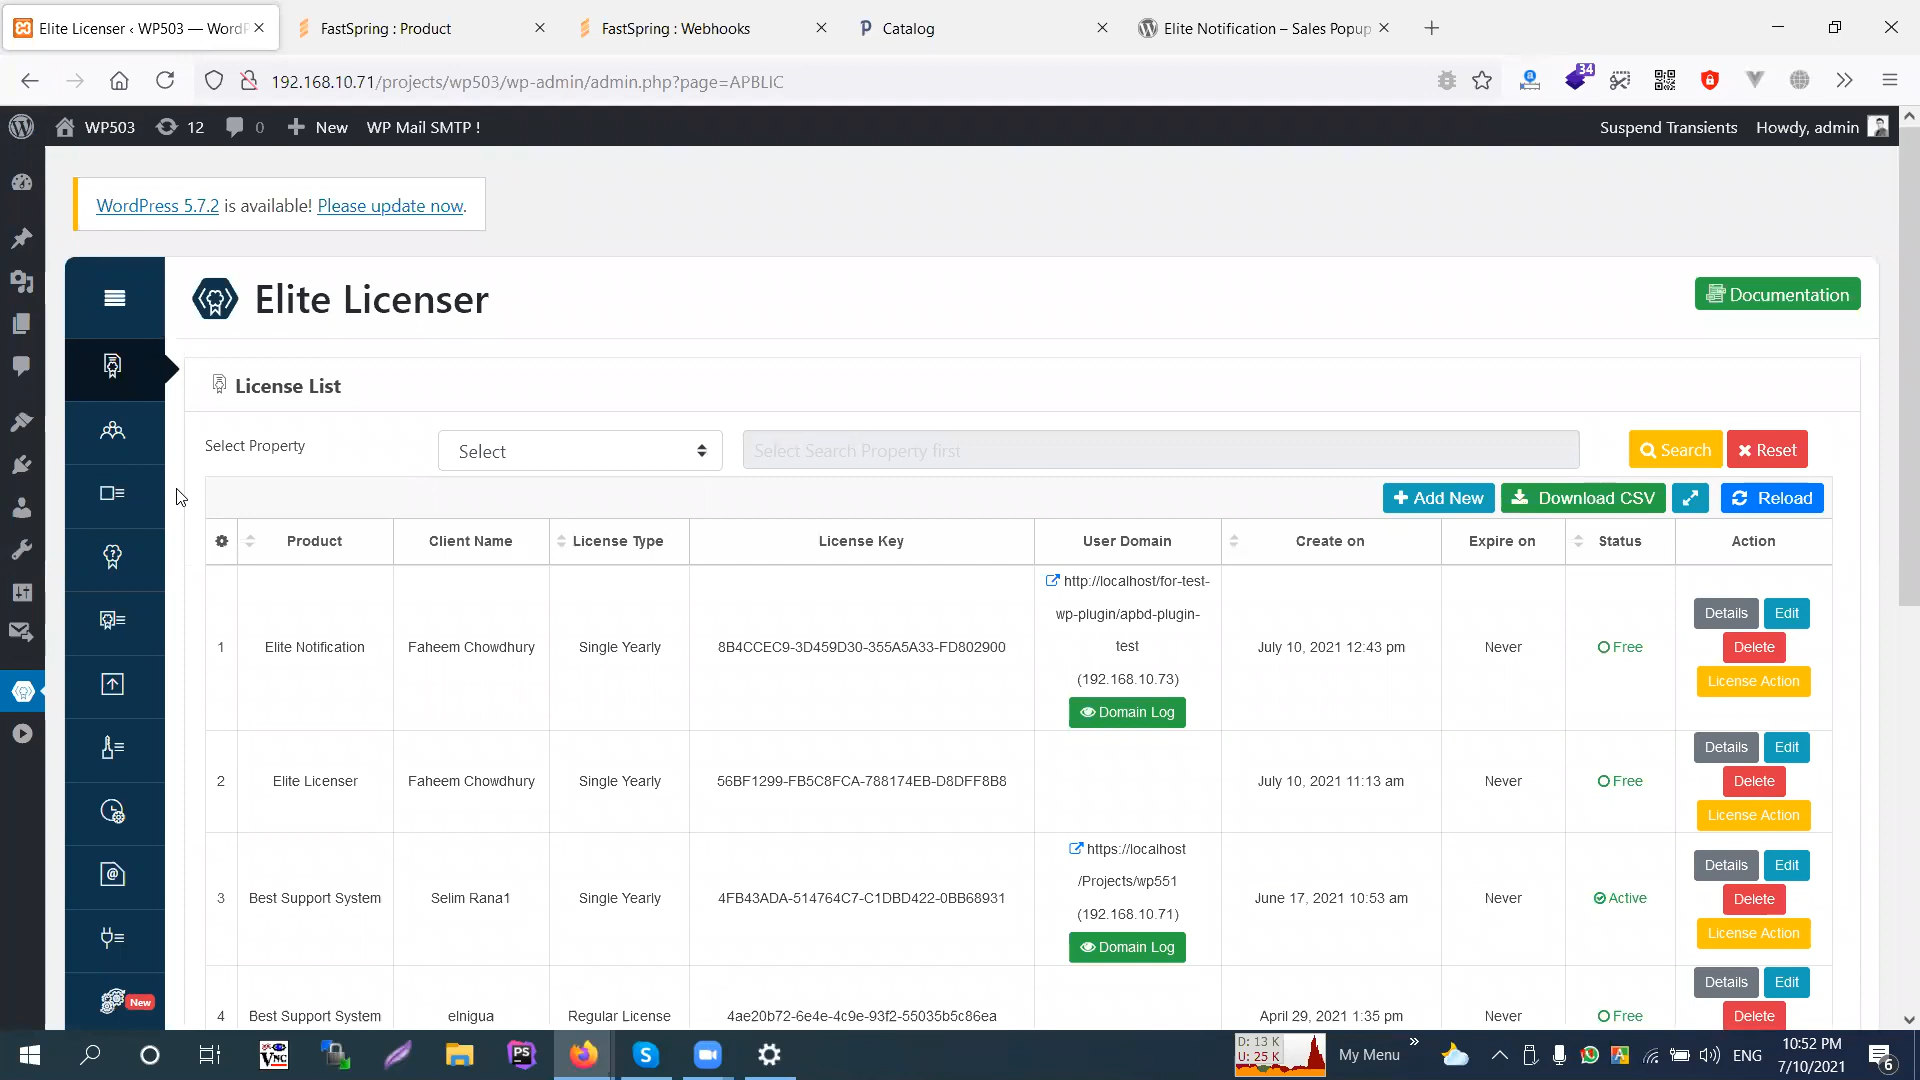 Elite Licenser ‹ WP503 — WordP
FastSpring : Product
FastSpring : Webhooks
Catalog
Elite Notification – Sales Popup
192.168.10.71/projects/wp503/wp-admin/admin.php?page=APBLIC
34
WP503
12
0
New
WP Mail SMTP !
Suspend Transients
Howdy, admin
WordPress 5.7.2 is available! Please update now.
Elite Licenser
Documentation
License List
Select Property
Select
Select Search Property first
Search
Reset
Add New
Download CSV
Reload
Product
Client Name
License Type
License Key
User Domain
Create on
Expire on
Status
Action
1
Elite Notification
Faheem Chowdhury
Single Yearly
8B4CCEC9-3D459D30-355A5A33-FD802900
http://localhost/for-test-
wp-plugin/apbd-plugin-
test
(192.168.10.73)
Domain Log
July 10, 2021 12:43 pm
Never
Free
Details
Edit
Delete
License Action
2
Elite Licenser
Faheem Chowdhury
Single Yearly
56BF1299-FB5C8FCA-788174EB-D8DFF8B8
July 10, 2021 11:13 am
Never
Free
Details
Edit
Delete
License Action
3
Best Support System
Selim Rana1
Single Yearly
4FB43ADA-514764C7-C1DBD422-0BB68931
https://localhost
/Projects/wp551
(192.168.10.71)
Domain Log
June 17, 2021 10:53 am
Never
Active
Details
Edit
Delete
License Action
4
Best Support System
elnigua
Regular License
4ae20b72-6e4e-4c9e-93f2-55035b5c86ea
April 29, 2021 1:35 pm
Never
Free
Details
Edit
Delete
New
VNC
PS
D: 13 K
U: 25 K
My Menu
ENG
10:52 PM
7/10/2021
6